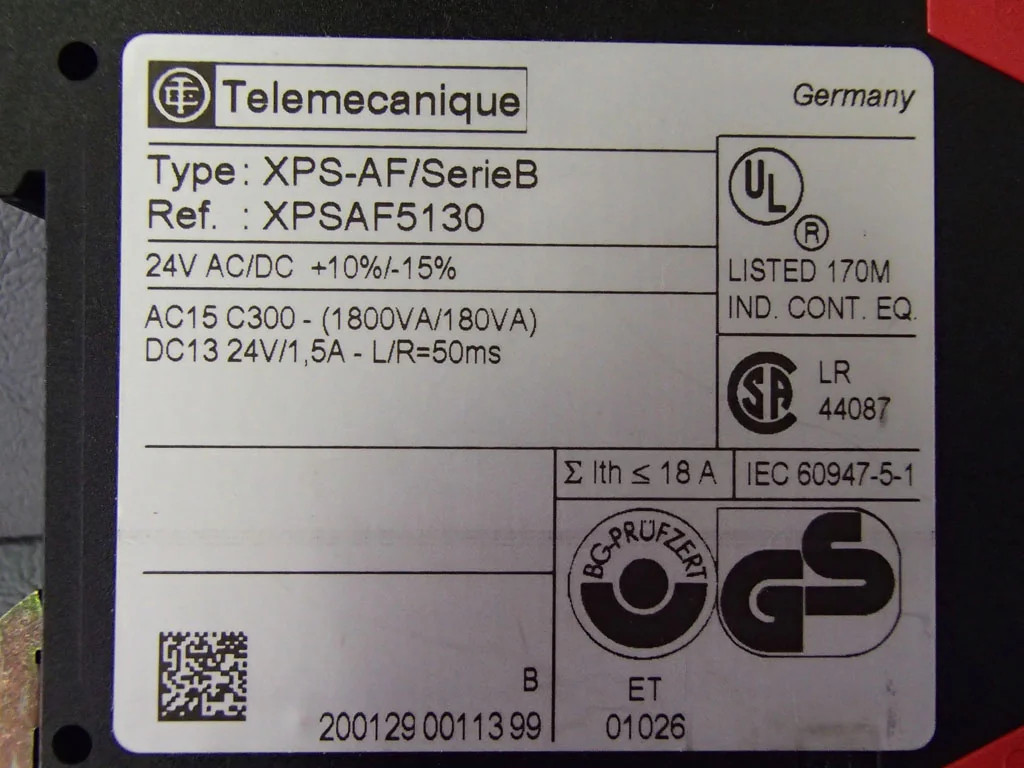 Telemecanique
Germany
Type : XPS-AF/SerieB
Ref. : XPSAF5130
24V AC/DC +10%/-15%
AC15 C300 - (1800VA/180VA)
DC13 24V/1,5A - L/R=50ms
UL
®
LISTED 170M
IND. CONT. EQ.
SA
LR
44087
Σ Ith ≤ 18 A
IEC 60947-5-1
BG-PRÜFZERT
GS
B
200129 0011399
ET
01026